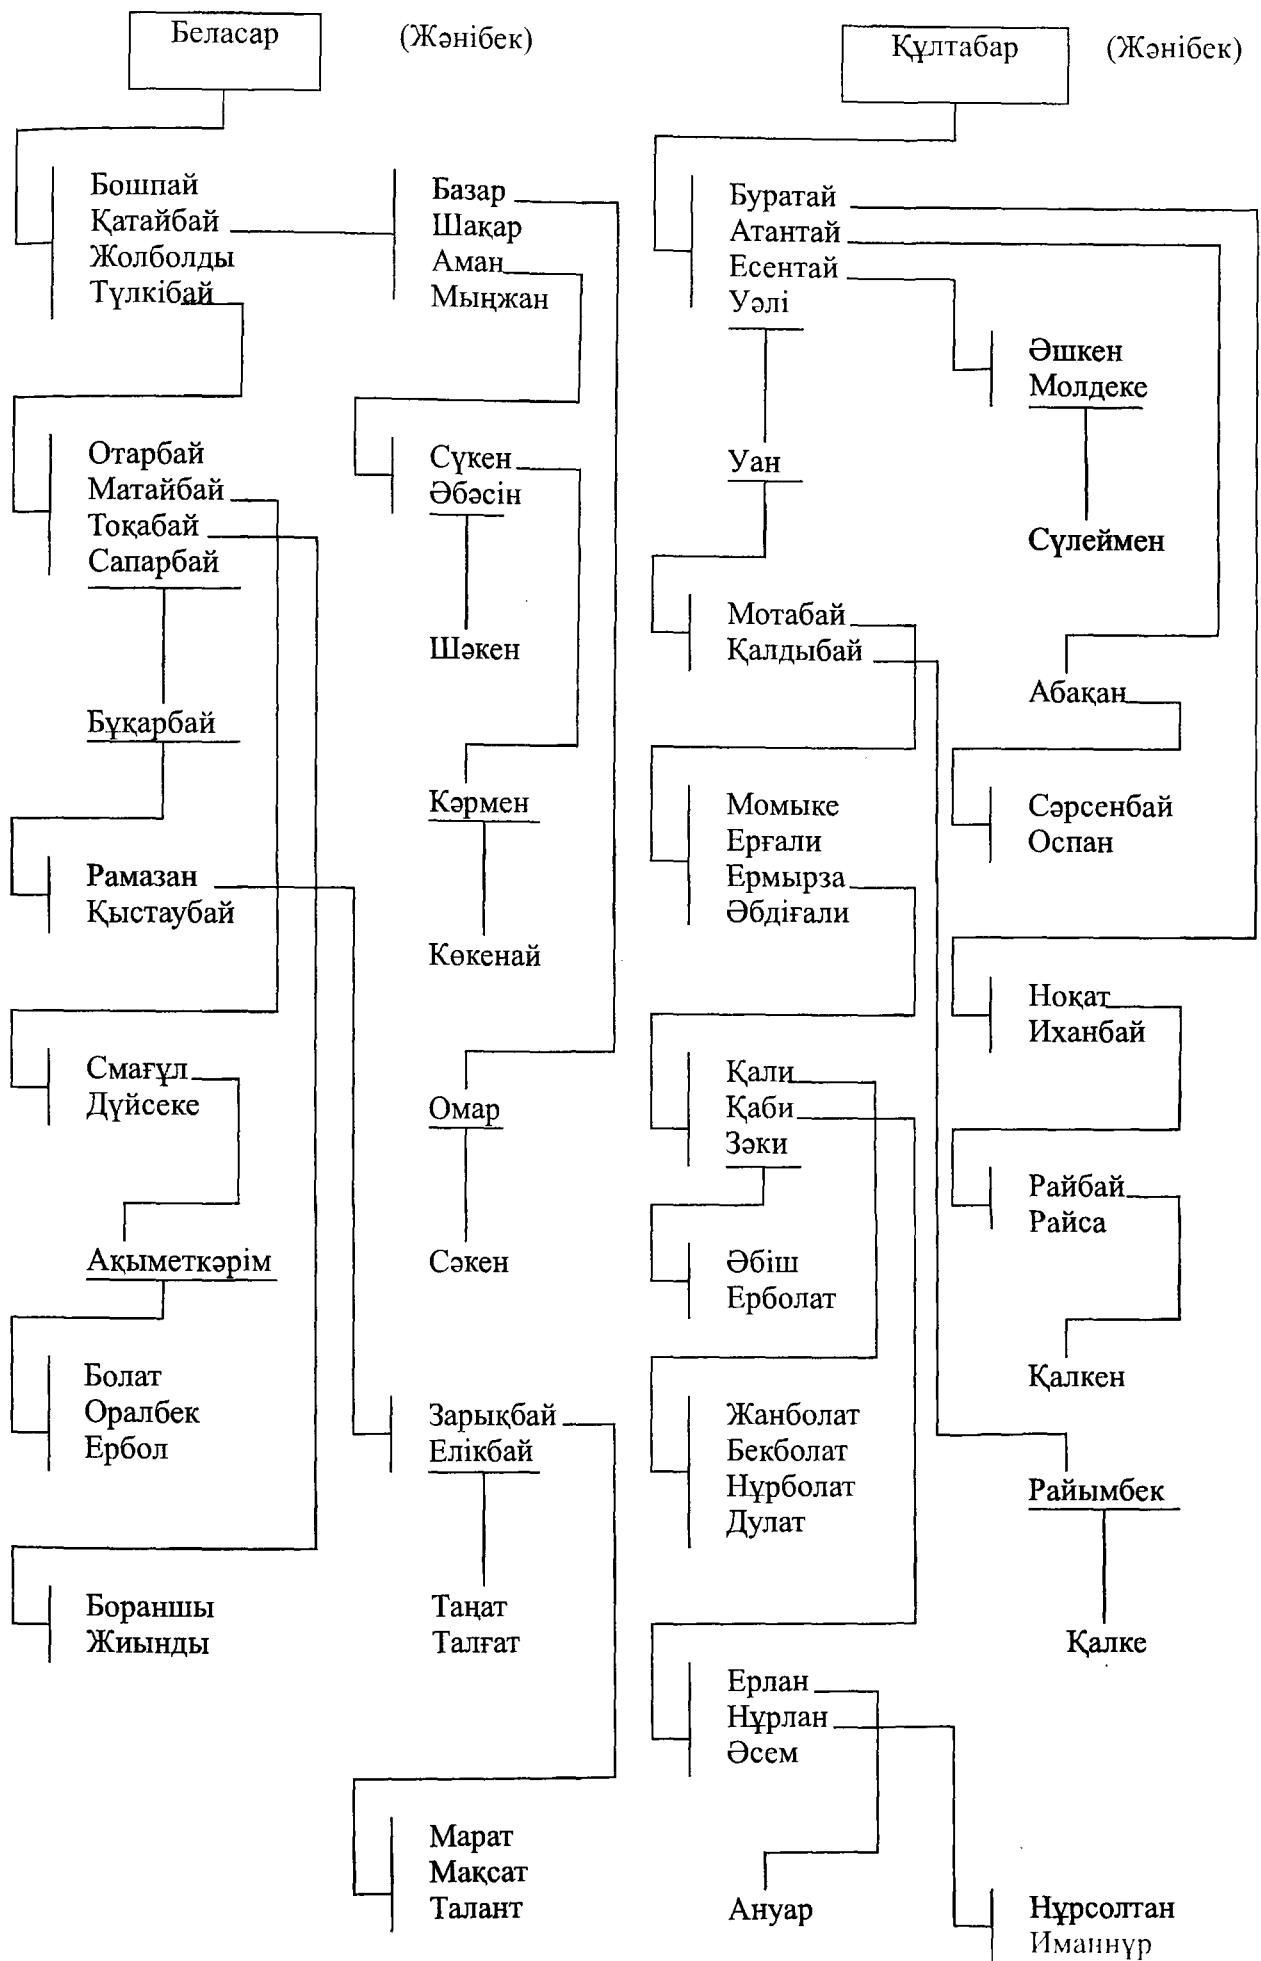 Беласар (Жәнібек)
Бошпай
Қатайбай
Жолболды
Түлкібай
Базар
Шақар
Аман
Мыңжан
Отарбай
Матайбай
Тоқабай
Сапарбай
Сүкен
Әбәсін
Шәкен
Бұқарбай
Кәрмен
Рамазан
Қыстаубай
Көкенай
Смағұл
Дүйсеке
Омар
Ақыметкәрім
Сәкен
Болат
Оралбек
Ербол
Зарықбай
Елікбай
Бораншы
Жиынды
Таңат
Талғат
Марат
Мақсат
Талант
Құлтабар (Жәнібек)
Буратай
Атантай
Есентай
Уәлі
Әшкен
Молдеке
Уан
Сүлеймен
Мотабай
Қалдыбай
Абақан
Момыке
Ерғали
Ермырза
Әбдіғали
Сәрсенбай
Оспан
Ноқат
Иханбай
Қали
Қаби
Зәки
Райбай
Райса
Әбіш
Ерболат
Қалкен
Жанболат
Бекболат
Нұрболат
Дулат
Райымбек
Қалке
Ерлан
Нұрлан
Әсем
Ануар
Нұрсолтан
Иманнұр